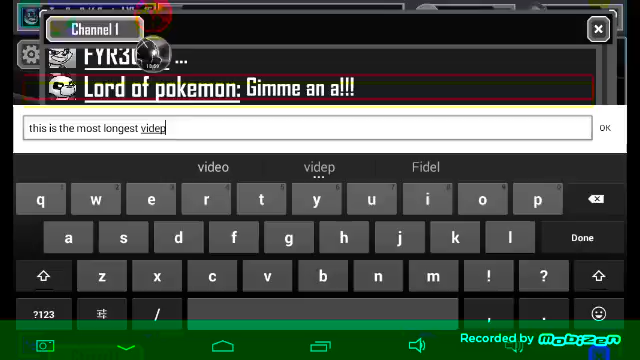 Channel 1
...
Lord of pokemon: Gimme an a!!!
this is the most longest videp
OK
video videp Fidel
q w e r t y u i o p
a s d f g h j k l Done
z x c v b n m ! ?
?123 / , .
Recorded by Mobizen